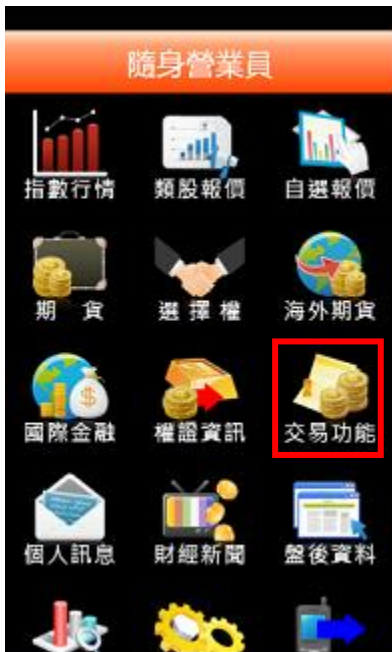 隨身營業員
指數行情 類股報價 自選報價
期 貨 選 擇 權 海外期貨
國際金融 權證資訊 交易功能
個人訊息 財經新聞 盤後資料